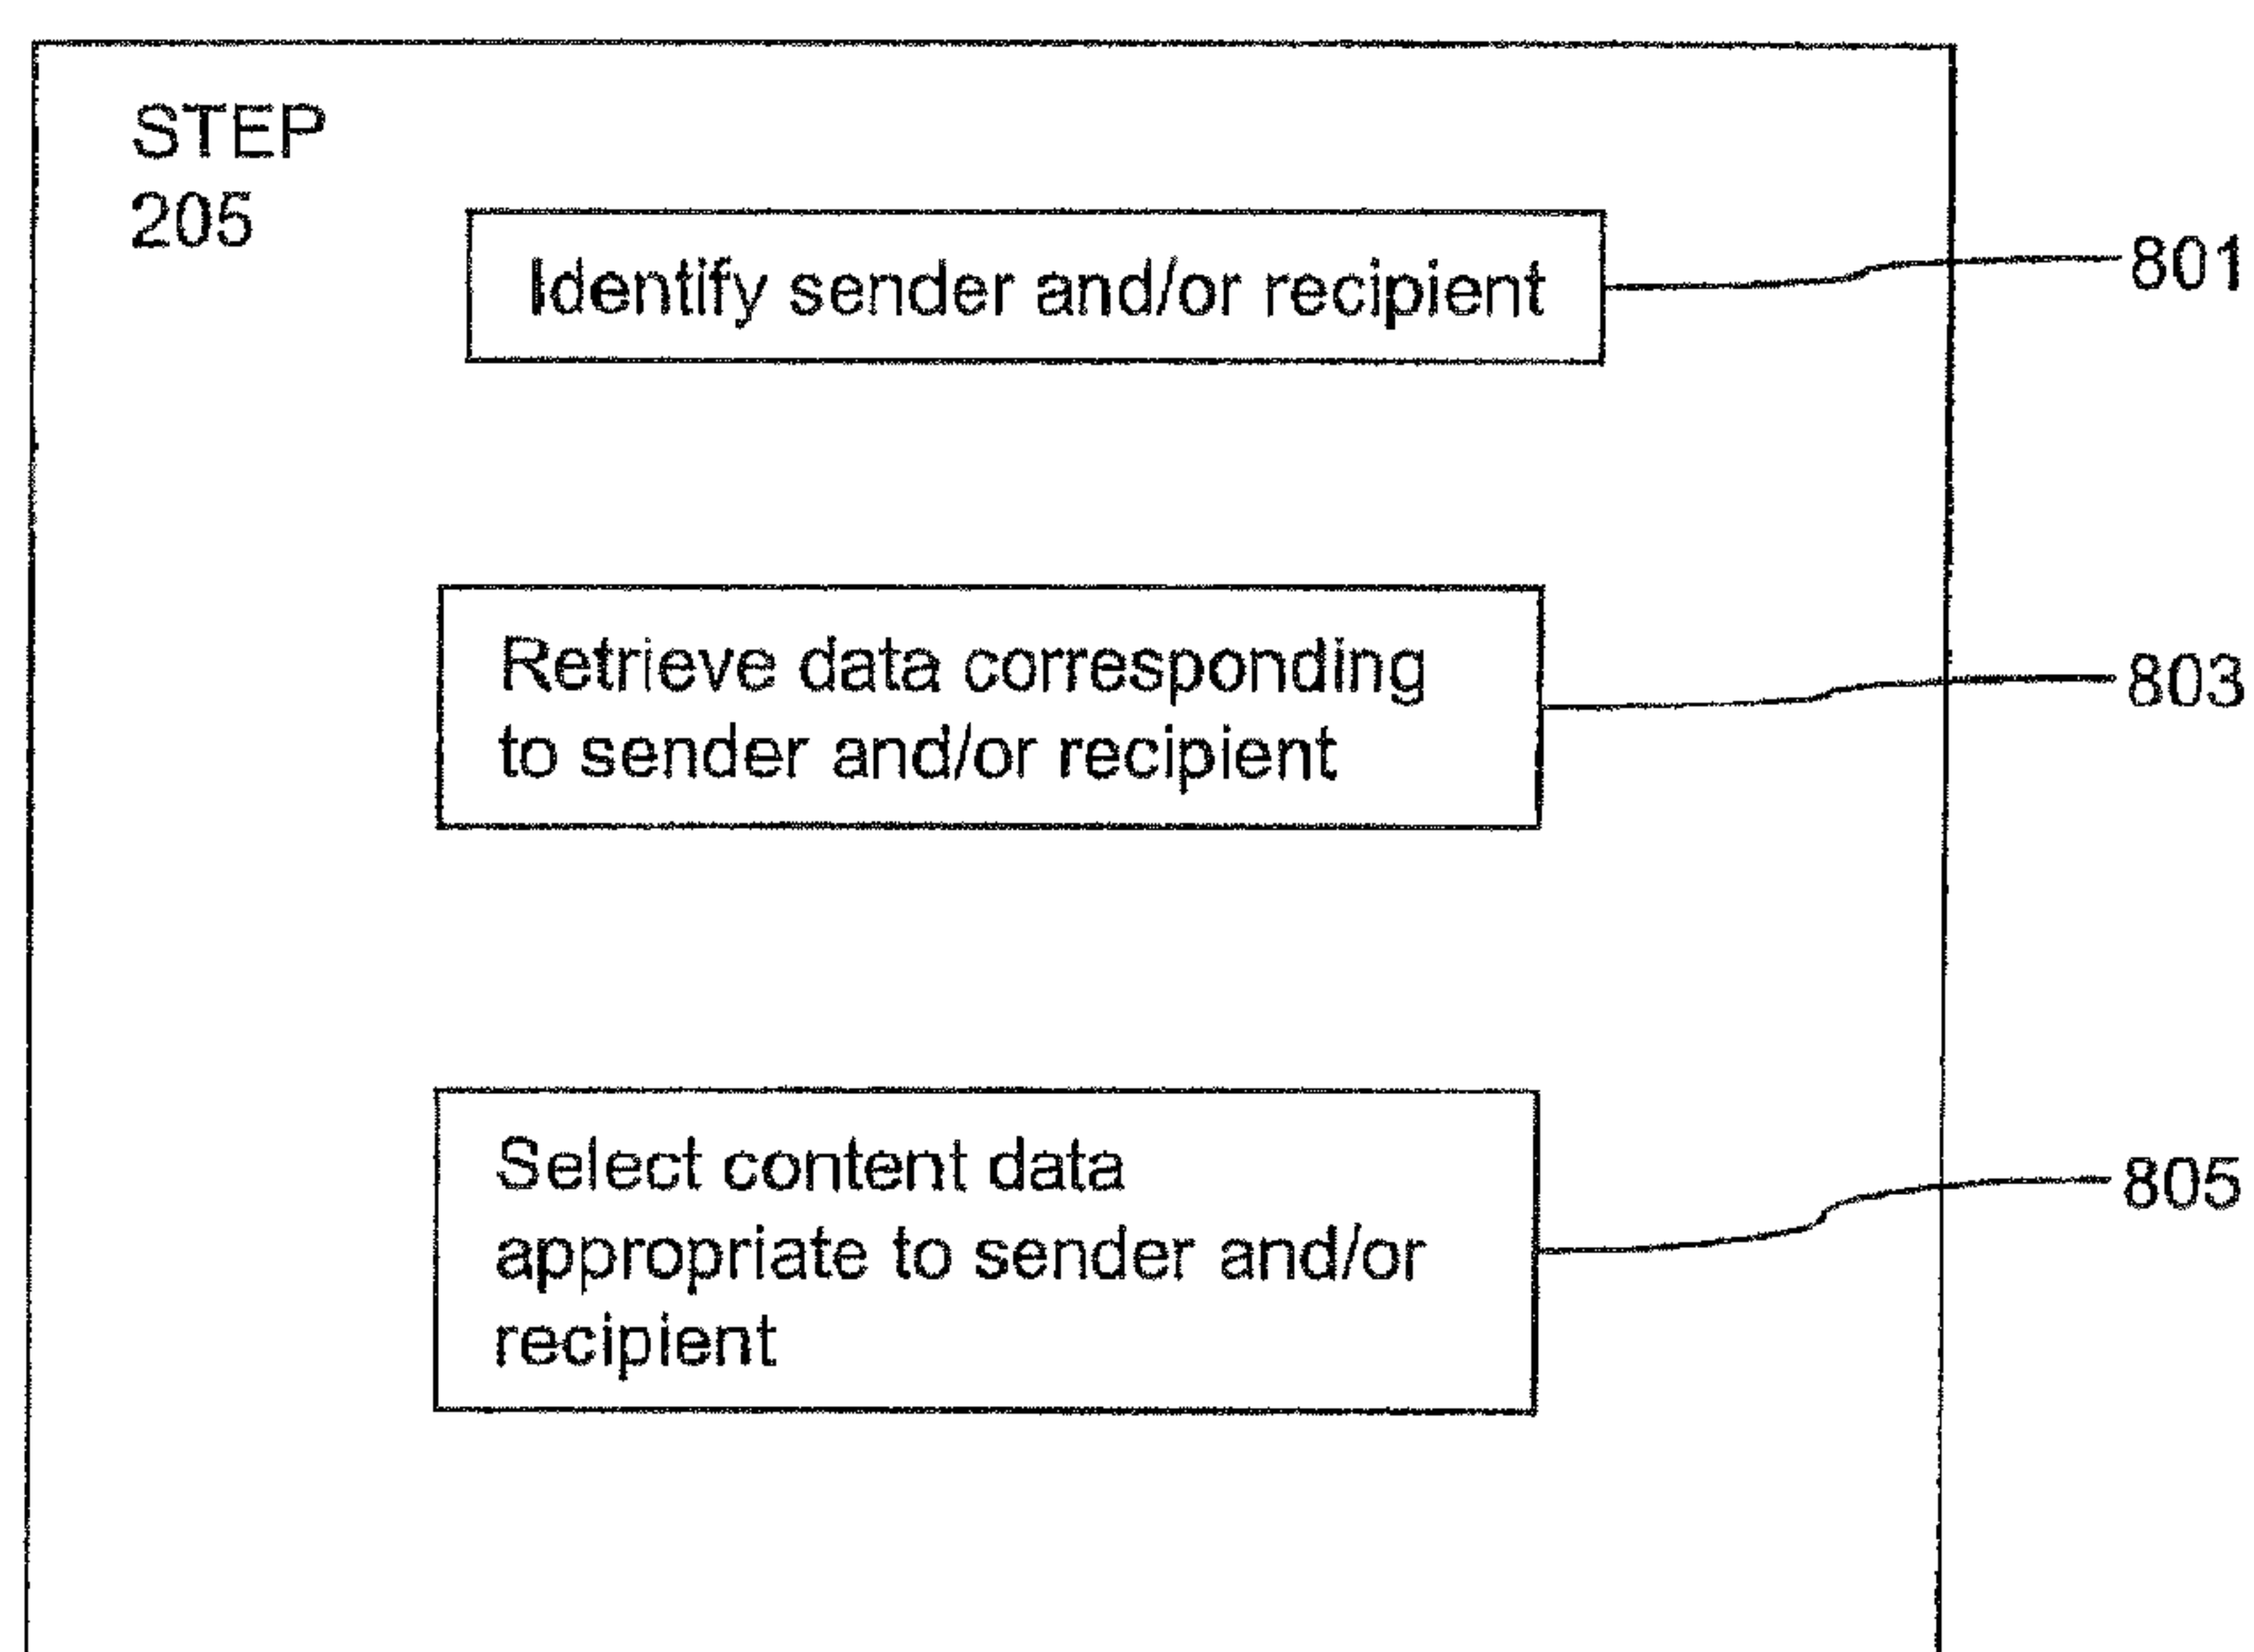 STEP
205
Identify sender and/or recipient
801
Retrieve data corresponding
to sender and/or recipient
803
Select content data
appropriate to sender and/or
recipient
805